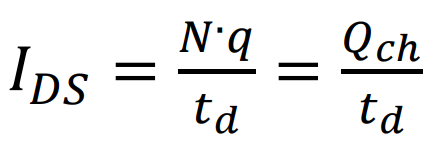 I_DS = N·q / t_d = Q_ch / t_d